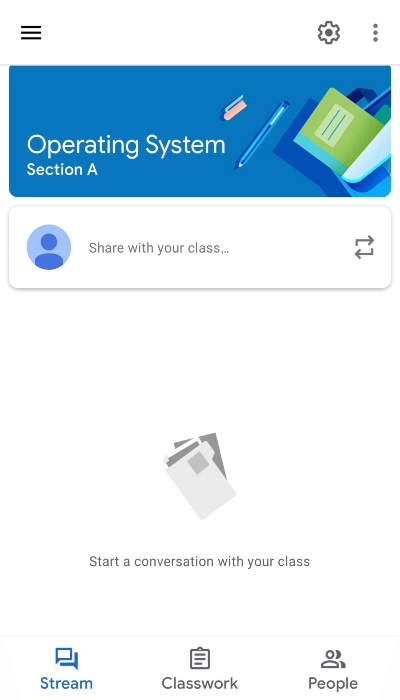 Operating System
Section A
Share with your class...
Start a conversation with your class
Stream
Classwork
People